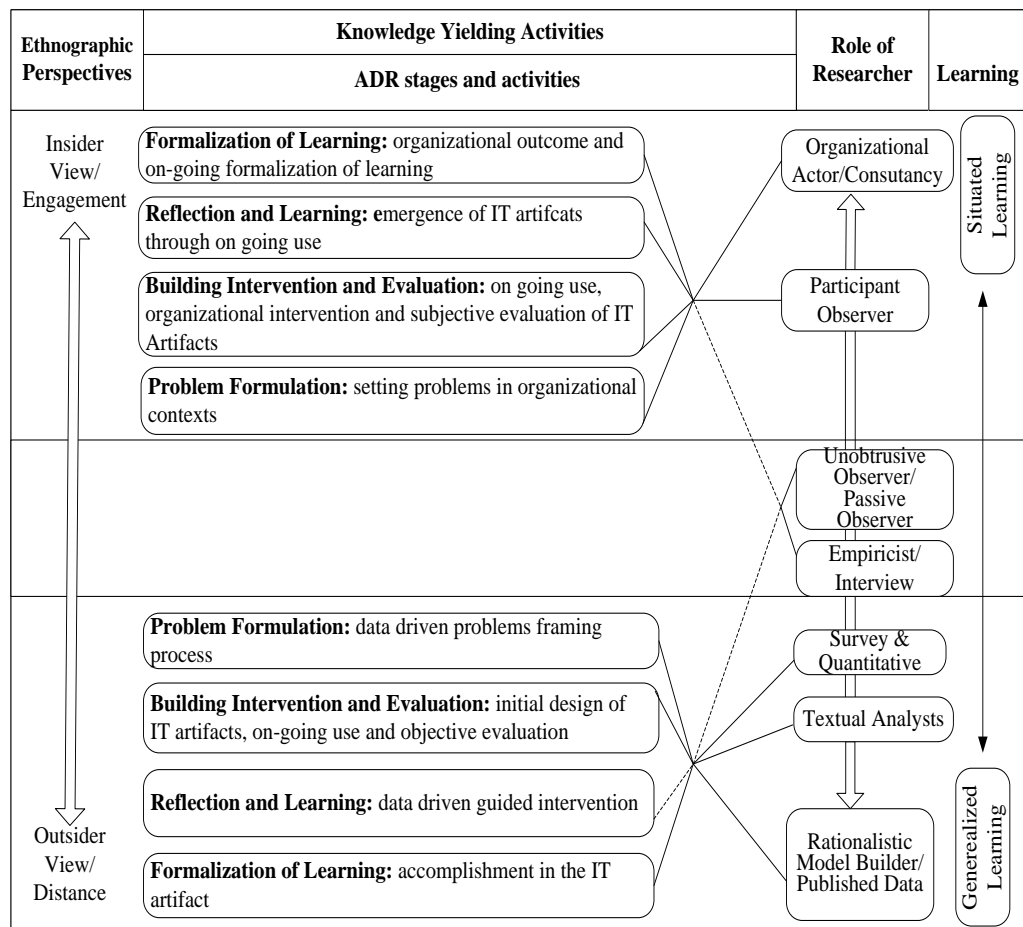 Ethnographic
Perspectives
Knowledge Yielding Activities
ADR stages and activities
Role of
Researcher
Learning
Insider
View/
Engagement
Formalization of Learning: organizational outcome and
on-going formalization of learning
Reflection and Learning: emergence of IT artifcats
through on going use
Building Intervention and Evaluation: on going use,
organizational intervention and subjective evaluation of IT
Artifacts
Problem Formulation: setting problems in organizational
contexts
Organizational
Actor/Consutancy
Participant
Observer
Situated
Learning
Unobtrusive
Observer/
Passive
Observer
Empiricist/
Interview
Problem Formulation: data driven problems framing
process
Building Intervention and Evaluation: initial design of
IT artifacts, on-going use and objective evaluation
Reflection and Learning: data driven guided intervention
Formalization of Learning: accomplishment in the IT
artifact
Outsider
View/
Distance
Survey &
Quantitative
Textual Analysts
Rationalistic
Model Builder/
Published Data
Generealized
Learning